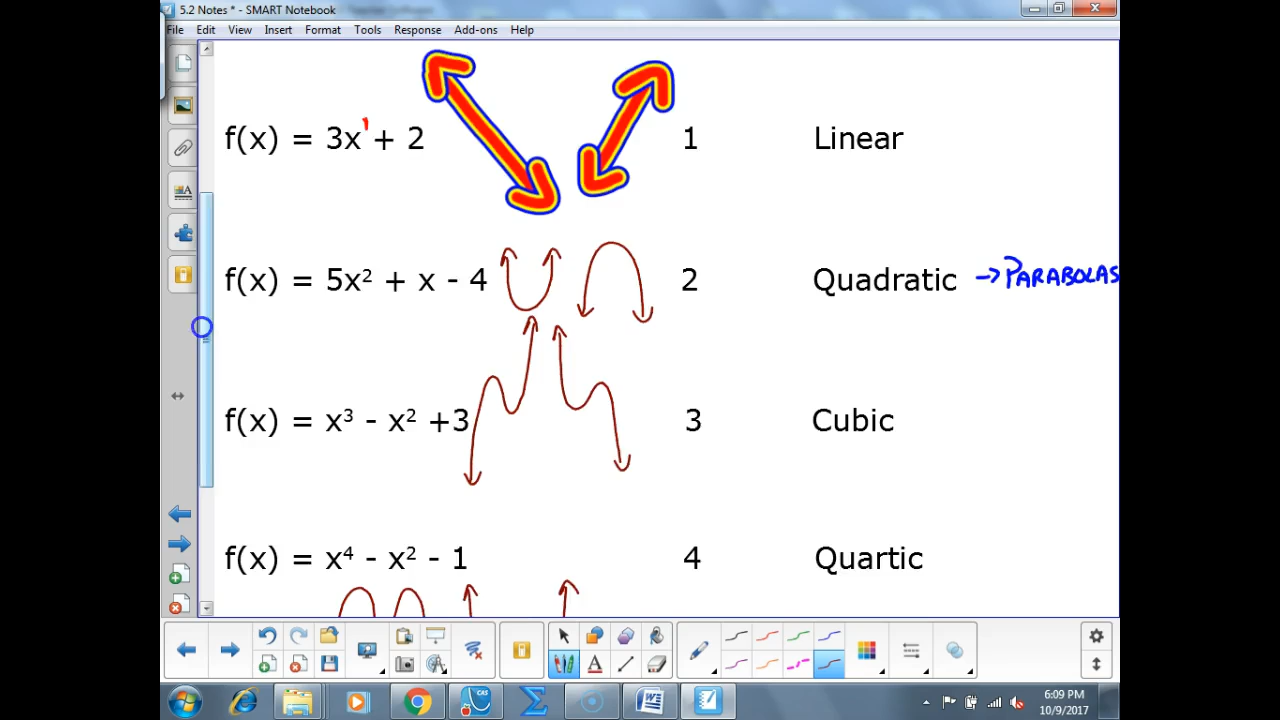 5.2 Notes * - SMART Notebook
File Edit View Insert Format Tools Response Add-ons Help
f(x) = 3x¹ + 2 1 Linear
f(x) = 5x² + x - 4 2 Quadratic → PARABOLAS
f(x) = x³ - x² +3 3 Cubic
f(x) = x⁴ - x² - 1 4 Quartic
CAS
6:09 PM
10/9/2017